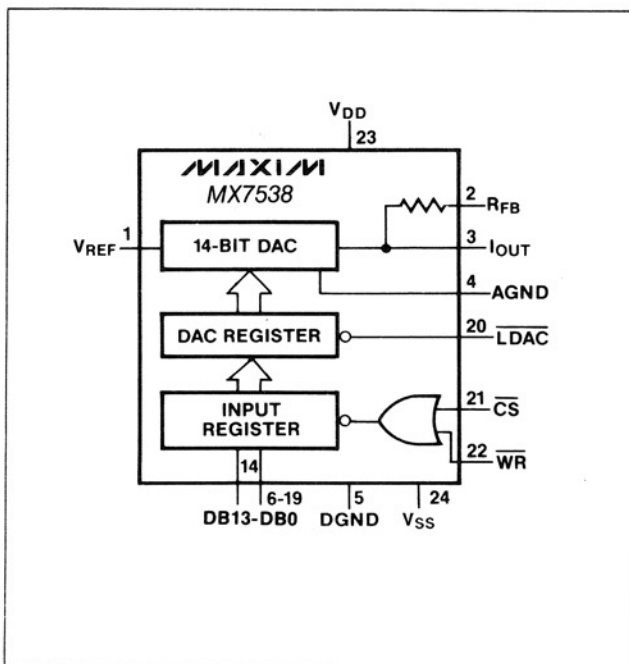 VDD
23
MAXIM
MX7538
2 RFB
1
VREF
14-BIT DAC
3 IOUT
4 AGND
DAC REGISTER
20 LDAC
INPUT
REGISTER
21 CS
22 WR
14
6-19
DB13-DB0
5
DGND
24
VSS